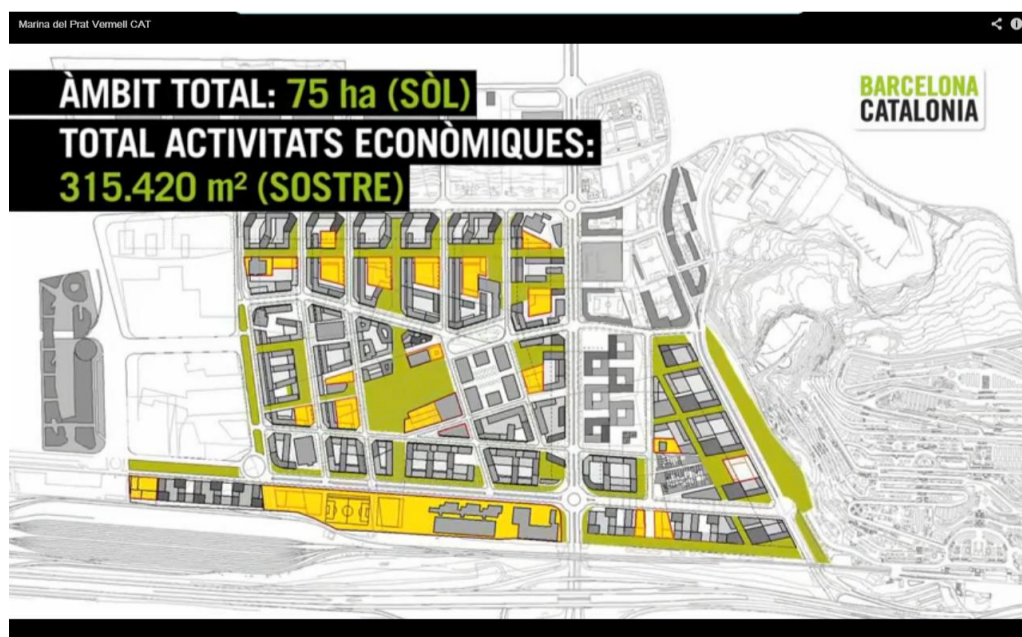 Marina del Prat Vermell CAT
ÀMBIT TOTAL: 75 ha (SÒL)
TOTAL ACTIVITATS ECONÒMIQUES:
315.420 m² (SOSTRE)
BARCELONA
CATALONIA